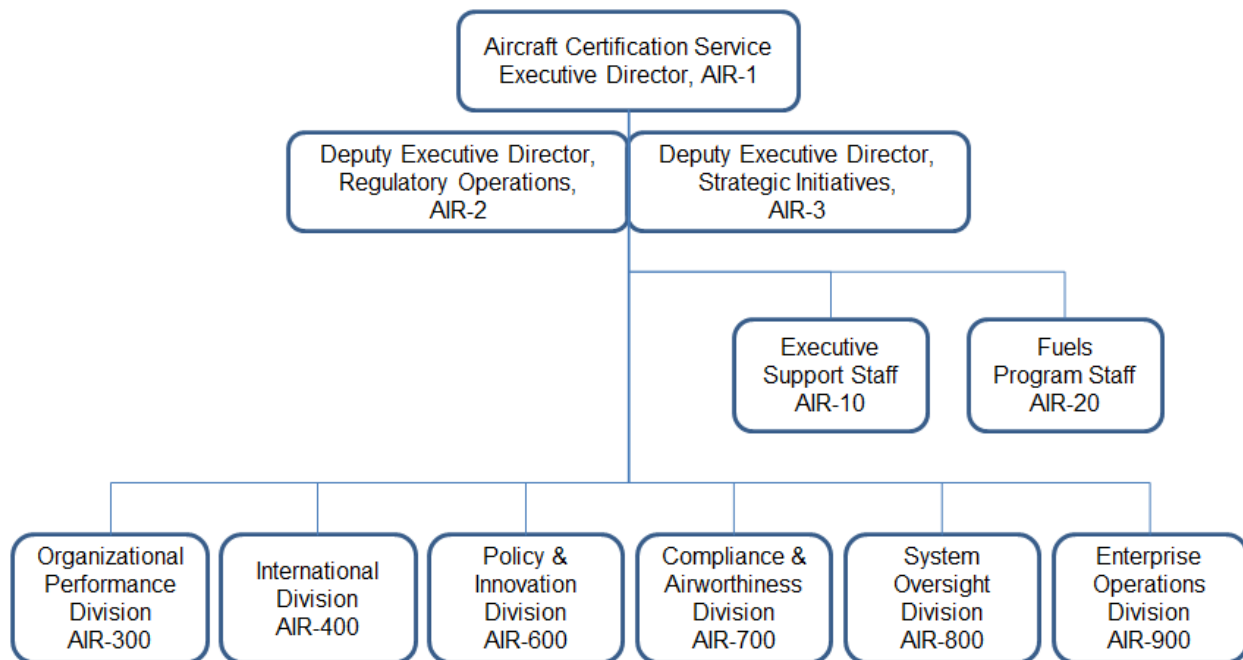 Aircraft Certification Service
Executive Director, AIR-1
Deputy Executive Director,
Regulatory Operations,
AIR-2
Deputy Executive Director,
Strategic Initiatives,
AIR-3
Executive
Support Staff
AIR-10
Fuels
Program Staff
AIR-20
Organizational
Performance
Division
AIR-300
International
Division
AIR-400
Policy &
Innovation
Division
AIR-600
Compliance &
Airworthiness
Division
AIR-700
System
Oversight
Division
AIR-800
Enterprise
Operations
Division
AIR-900